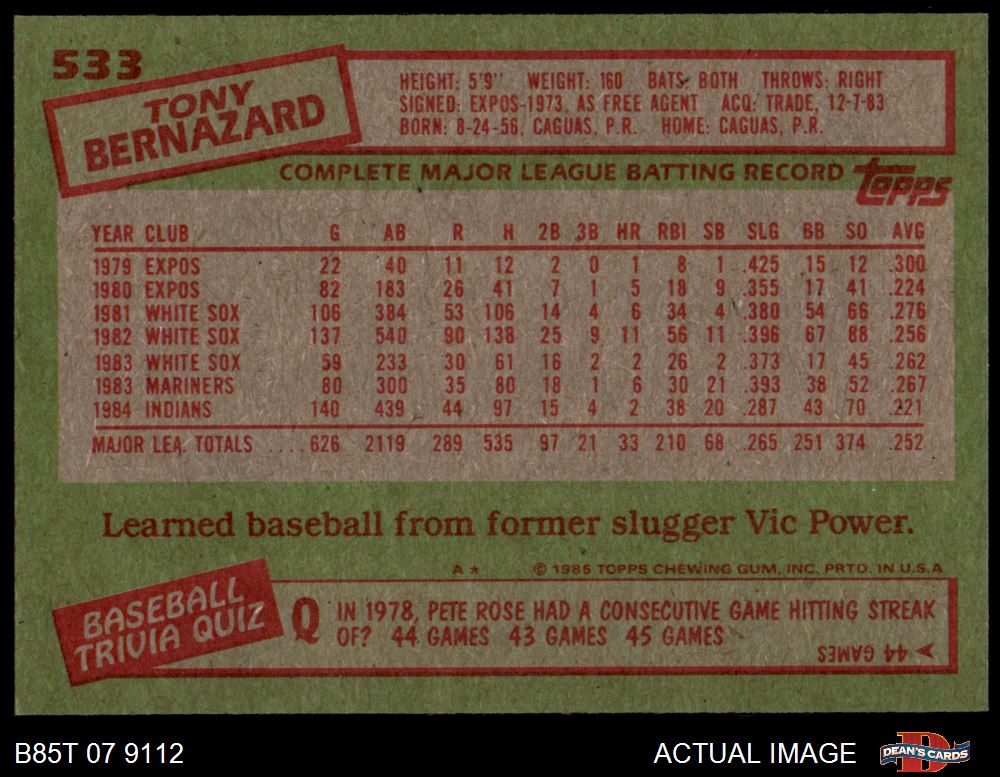 533
TONY
BERNAZARD
HEIGHT: 5'9" WEIGHT: 160 BATS: BOTH THROWS: RIGHT
SIGNED: EXPOS-1973, AS FREE AGENT ACQ: TRADE, 12-7-83
BORN: 8-24-56, CAGUAS, P.R. HOME: CAGUAS, P.R.
COMPLETE MAJOR LEAGUE BATTING RECORD topps
YEAR CLUB G AB R H 2B 3B HR RBI SB SLG BB SO AVG
1979 EXPOS 22 40 11 12 2 0 1 8 1 .425 15 12 .300
1980 EXPOS 82 183 26 41 7 1 5 18 9 .355 17 41 .224
1981 WHITE SOX 106 384 53 106 14 4 6 34 4 .380 54 66 .276
1982 WHITE SOX 137 540 90 138 25 9 11 56 11 .396 67 88 .256
1983 WHITE SOX 59 233 30 61 16 2 2 26 2 .373 17 45 .262
1983 MARINERS 80 300 35 80 18 1 6 30 21 .393 38 52 .267
1984 INDIANS 140 439 44 97 15 4 2 38 20 .287 43 70 .221
MAJOR LEA. TOTALS .... 626 2119 289 535 97 21 33 210 68 .265 251 374 .252
Learned baseball from former slugger Vic Power.
A * © 1985 TOPPS CHEWING GUM, INC. PRTD. IN U.S.A
BASEBALL
TRIVIA QUIZ
Q IN 1978, PETE ROSE HAD A CONSECUTIVE GAME HITTING STREAK
OF? 44 GAMES 43 GAMES 45 GAMES
44 GAMES
B85T 07 9112 ACTUAL IMAGE DEAN'S CARDS